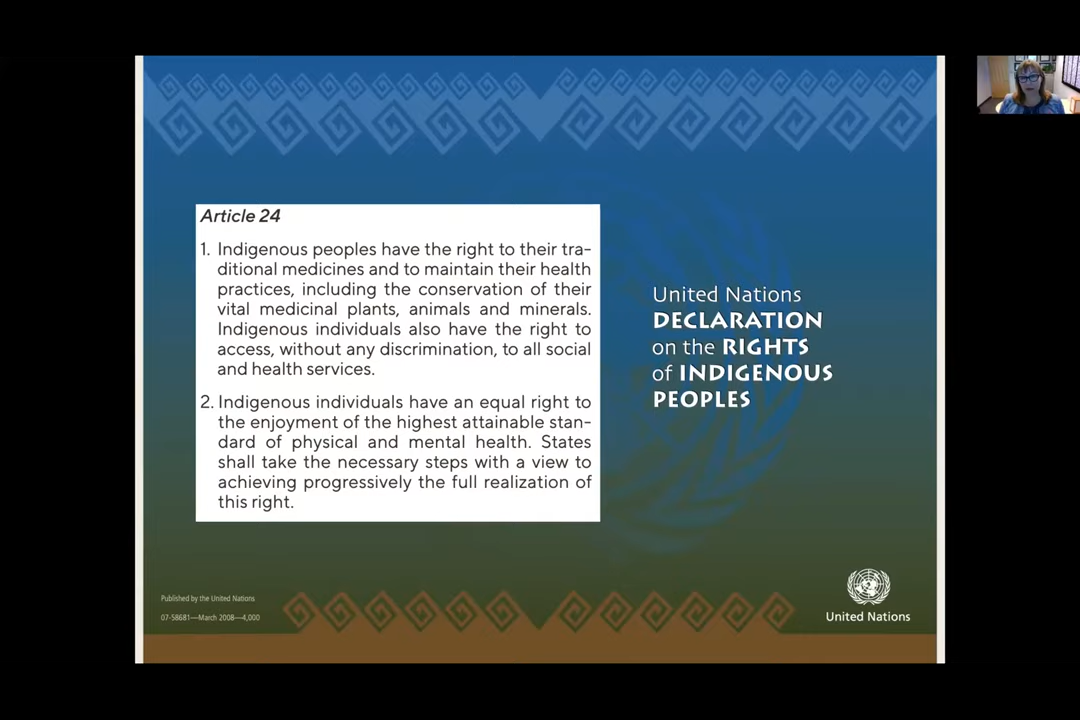 Article 24
1. Indigenous peoples have the right to their tra-
ditional medicines and to maintain their health
practices, including the conservation of their
vital medicinal plants, animals and minerals.
Indigenous individuals also have the right to
access, without any discrimination, to all social
and health services.
2. Indigenous individuals have an equal right to
the enjoyment of the highest attainable stan-
dard of physical and mental health. States
shall take the necessary steps with a view to
achieving progressively the full realization of
this right.
United Nations
DECLARATION
on the RIGHTS
of INDIGENOUS
PEOPLES
Published by the United Nations
07-58681—March 2008—4,000
United Nations